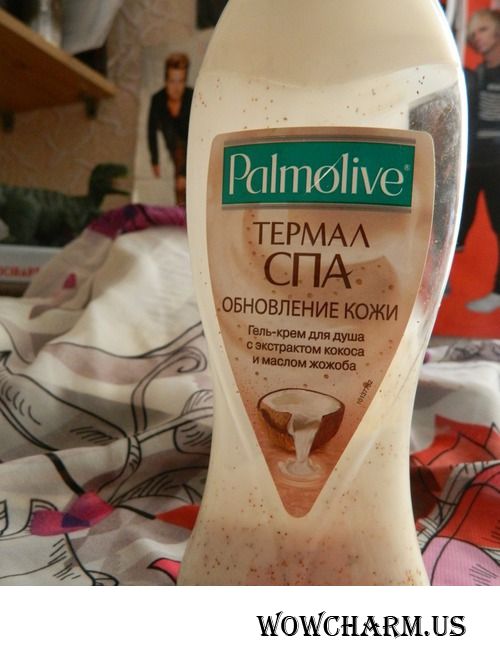 Palmolive®
ТЕРМАЛ
СПА
ОБНОВЛЕНИЕ КОЖИ
Гель-крем для душа
с экстрактом кокоса
и маслом жожоба
WOWCHARM.US